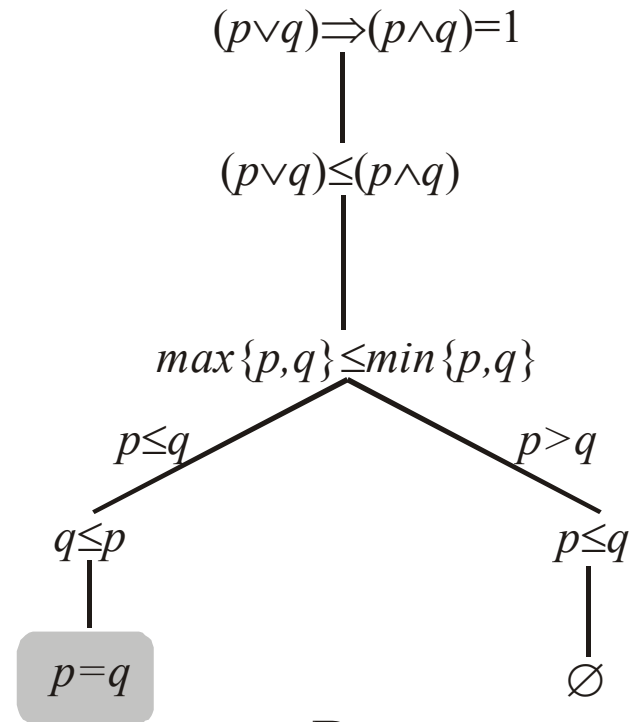 (p∨q)⇒(p∧q)=1
(p∨q)≤(p∧q)
max{p,q}≤min{p,q}
p≤q p>q
q≤p p≤q
p=q ∅